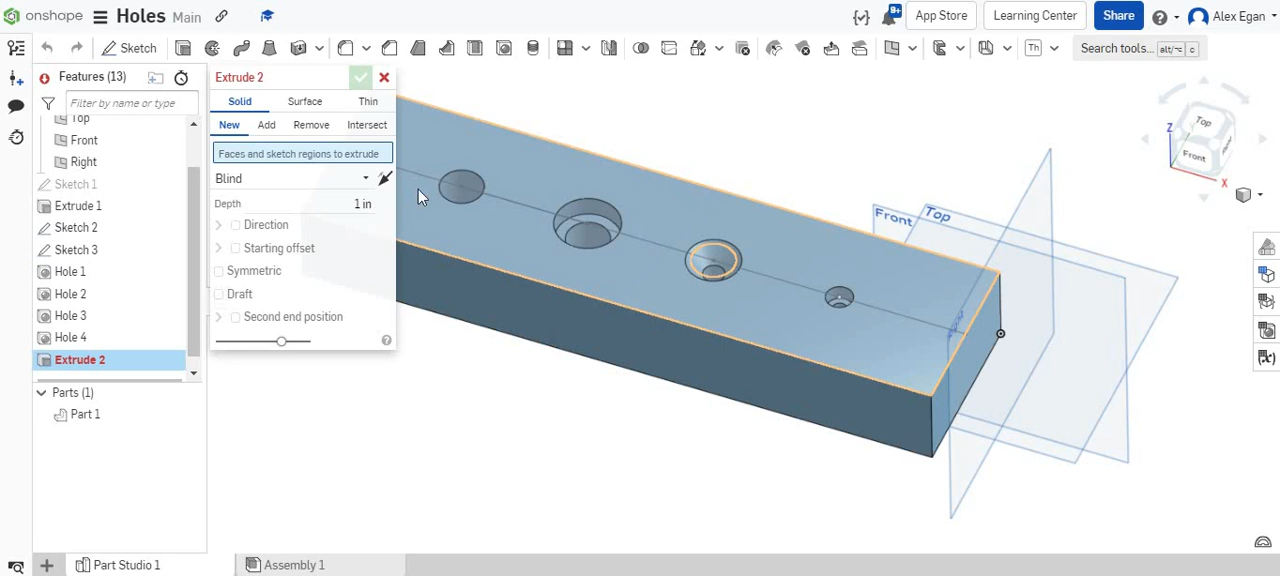 onshape Holes Main 9+ App Store Learning Center Share Alex Egan
Sketch Th Search tools... alt/⌥ c
Features (13)
Filter by name or type
Top
Front
Right
Sketch 1
Extrude 1
Sketch 2
Sketch 3
Hole 1
Hole 2
Hole 3
Hole 4
Extrude 2
Parts (1)
Part 1
Extrude 2
Solid Surface Thin
New Add Remove Intersect
Faces and sketch regions to extrude
Blind
Depth 1 in
Direction
Starting offset
Symmetric
Draft
Second end position
Front
Top
Top
Front
Z
X
Part Studio 1 Assembly 1